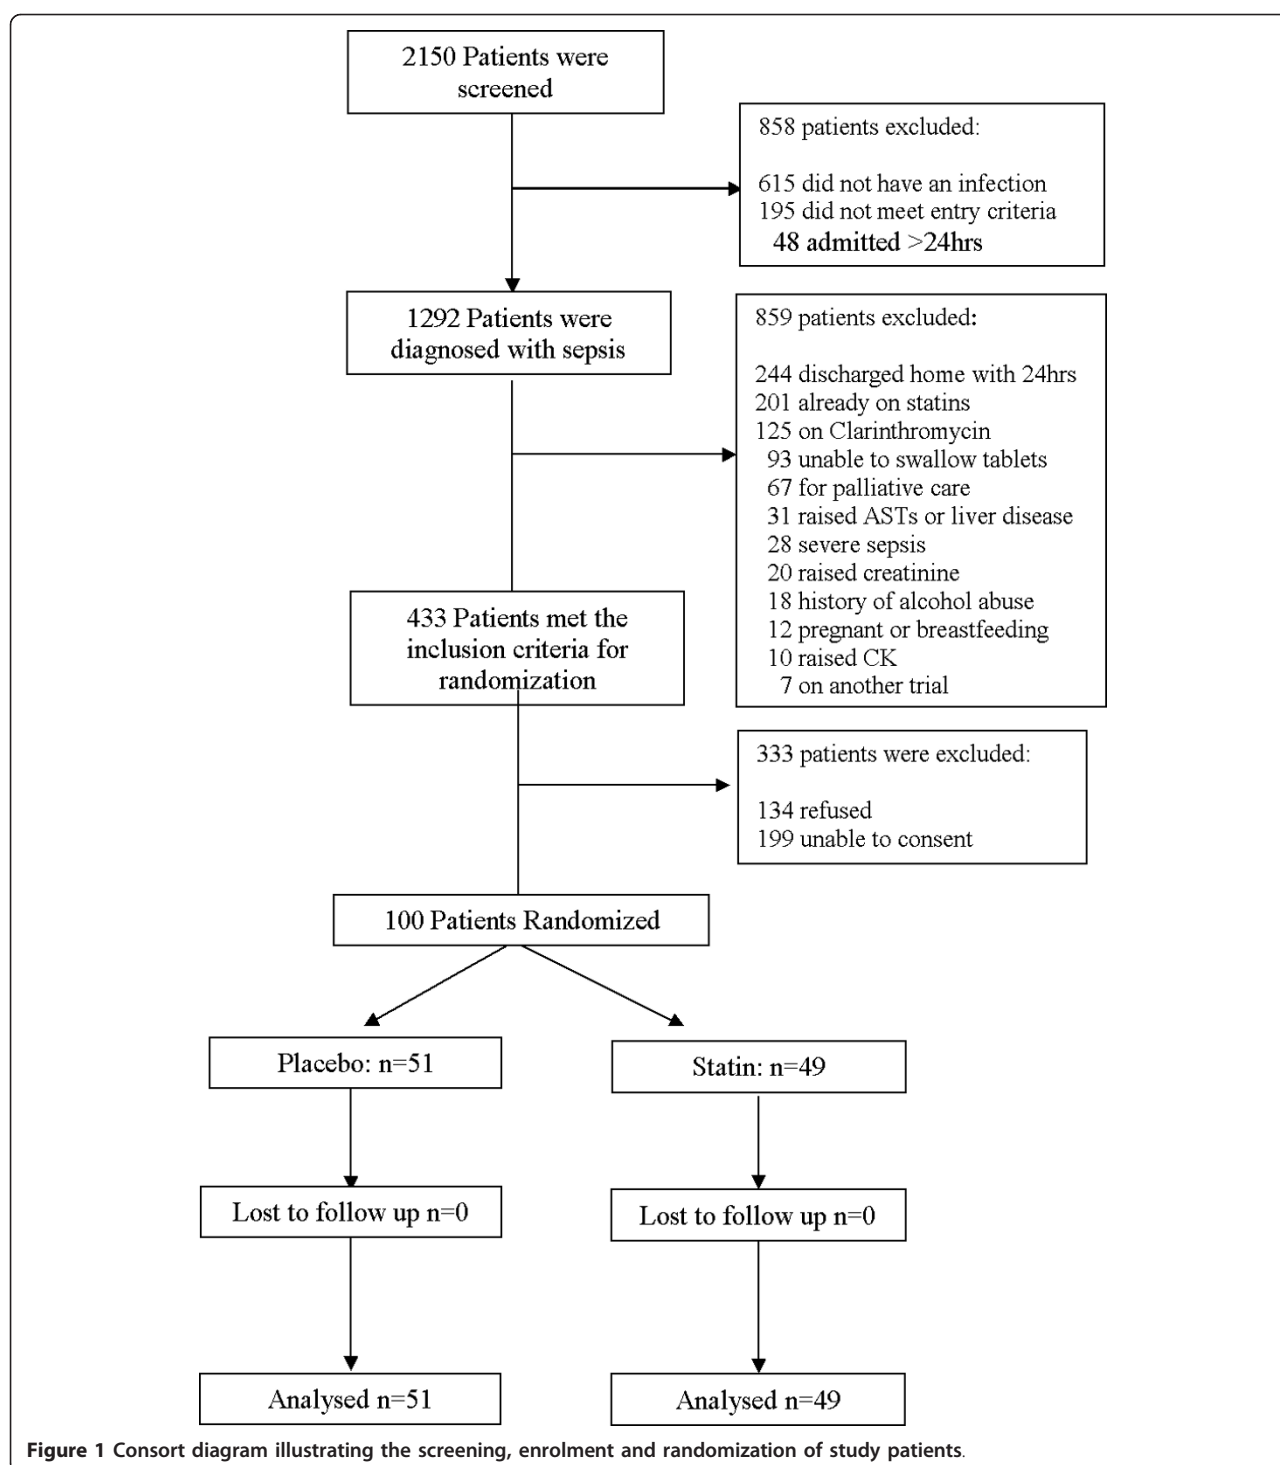 2150 Patients were
screened
858 patients excluded:
615 did not have an infection
195 did not meet entry criteria
48 admitted >24hrs
1292 Patients were
diagnosed with sepsis
859 patients excluded:
244 discharged home with 24hrs
201 already on statins
125 on Clarinthromycin
93 unable to swallow tablets
67 for palliative care
31 raised ASTs or liver disease
28 severe sepsis
20 raised creatinine
18 history of alcohol abuse
12 pregnant or breastfeeding
10 raised CK
7 on another trial
433 Patients met the
inclusion criteria for
randomization
333 patients were excluded:
134 refused
199 unable to consent
100 Patients Randomized
Placebo: n=51
Statin: n=49
Lost to follow up n=0
Lost to follow up n=0
Analysed n=51
Analysed n=49
Figure 1 Consort diagram illustrating the screening, enrolment and randomization of study patients.